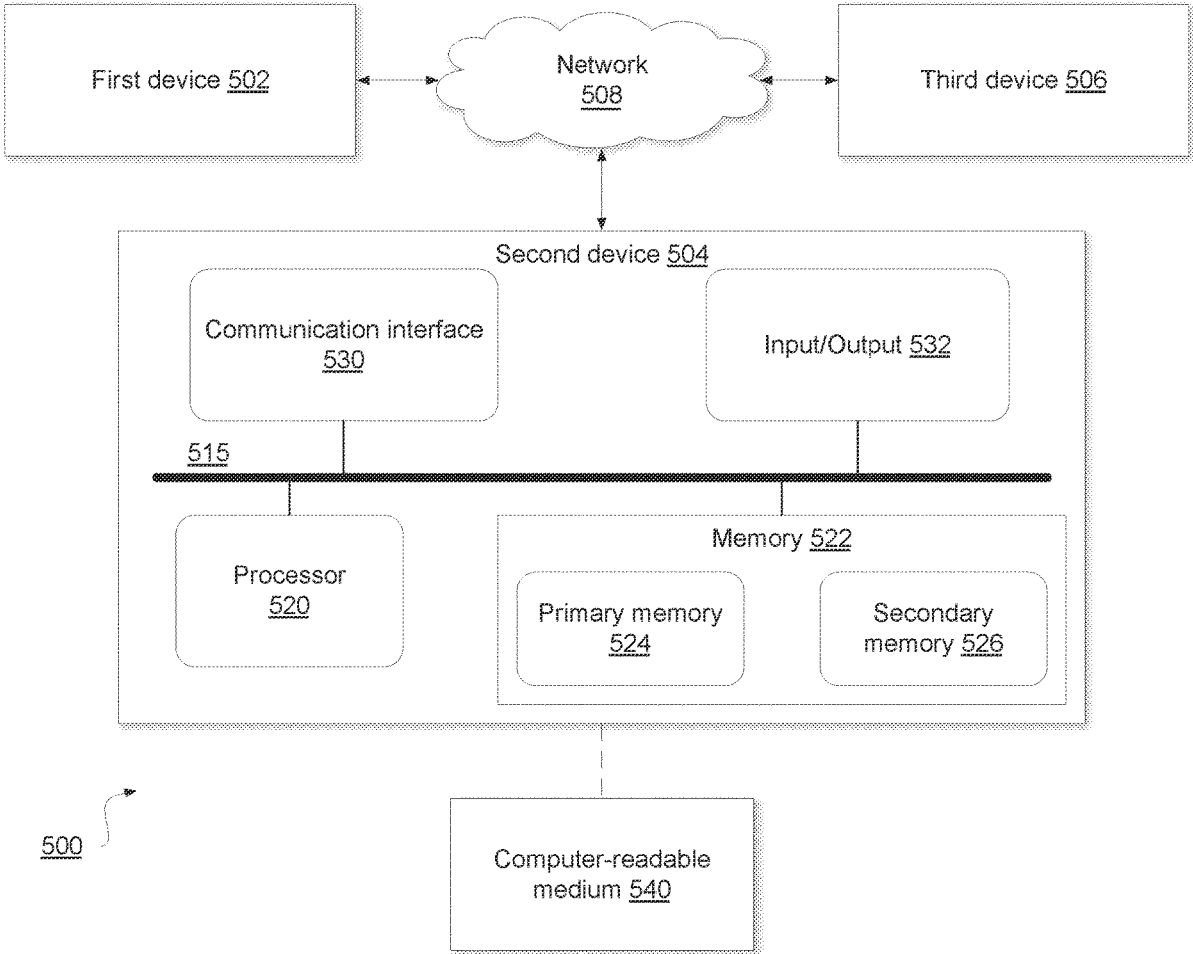 First device 502
Network
508
Third device 506
Second device 504
Communication interface
530
Input/Output 532
515
Processor
520
Memory 522
Primary memory
524
Secondary
memory 526
500
Computer-readable
medium 540